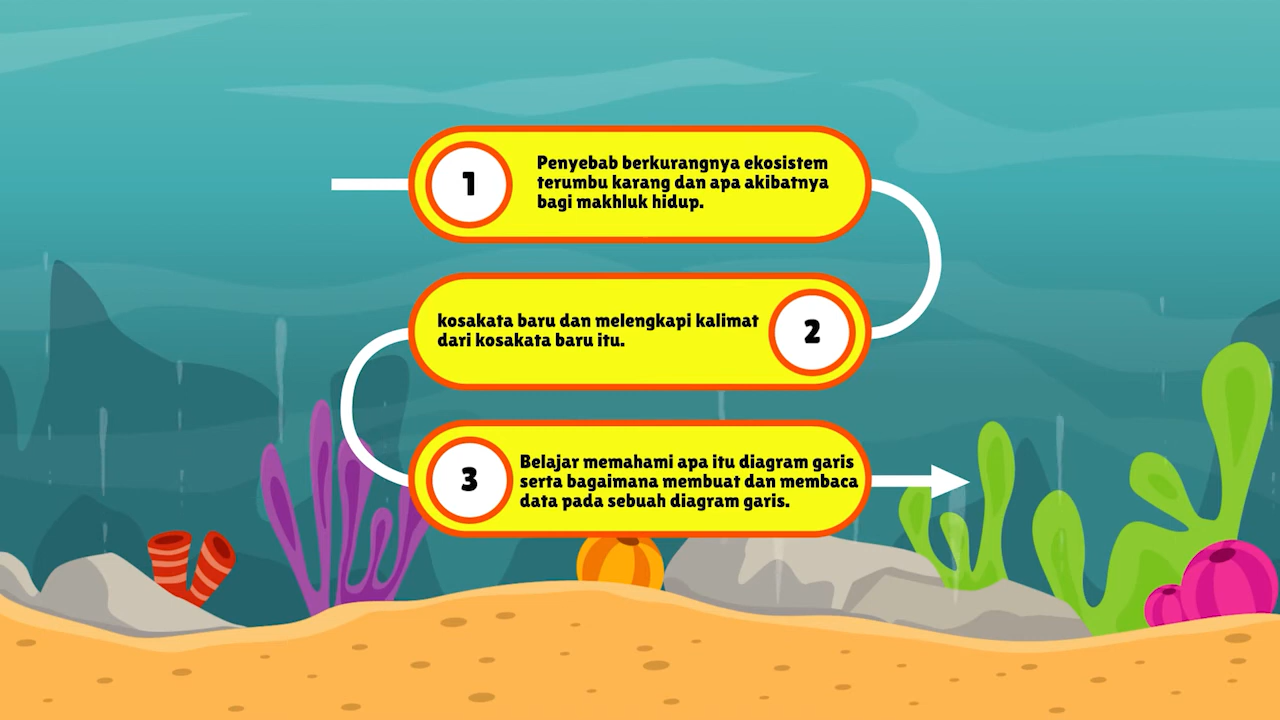 1
Penyebab berkurangnya ekosistem
terumbu karang dan apa akibatnya
bagi makhluk hidup.
kosakata baru dan melengkapi kalimat
dari kosakata baru itu.
2
3
Belajar memahami apa itu diagram garis
serta bagaimana membuat dan membaca
data pada sebuah diagram garis.